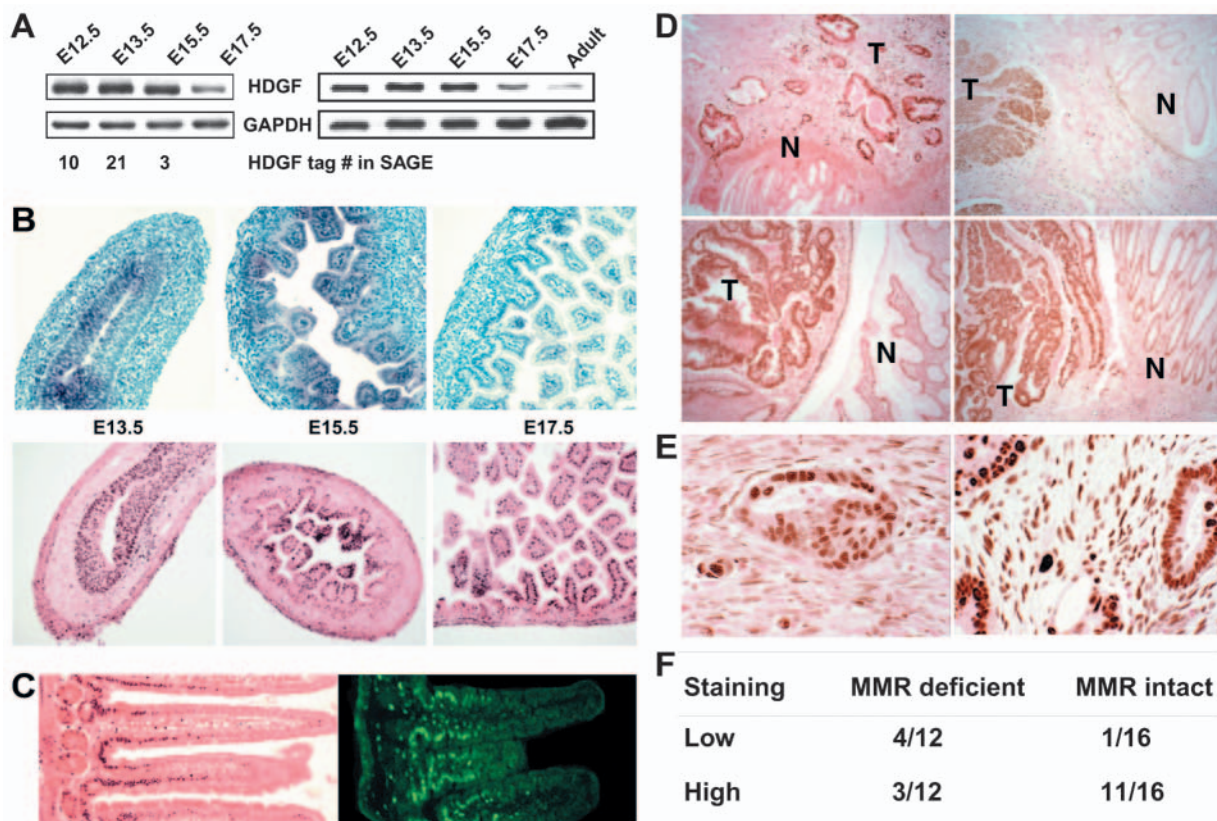 A
E12.5 E13.5 E15.5 E17.5
E12.5 E13.5 E15.5 E17.5 Adult
HDGF
GAPDH
10 21 3 HDGF tag # in SAGE
B
E13.5 E15.5 E17.5
C
D
T
N
T
N
T
N
T
N
E
F
Staining MMR deficient MMR intact
Low 4/12 1/16
High 3/12 11/16